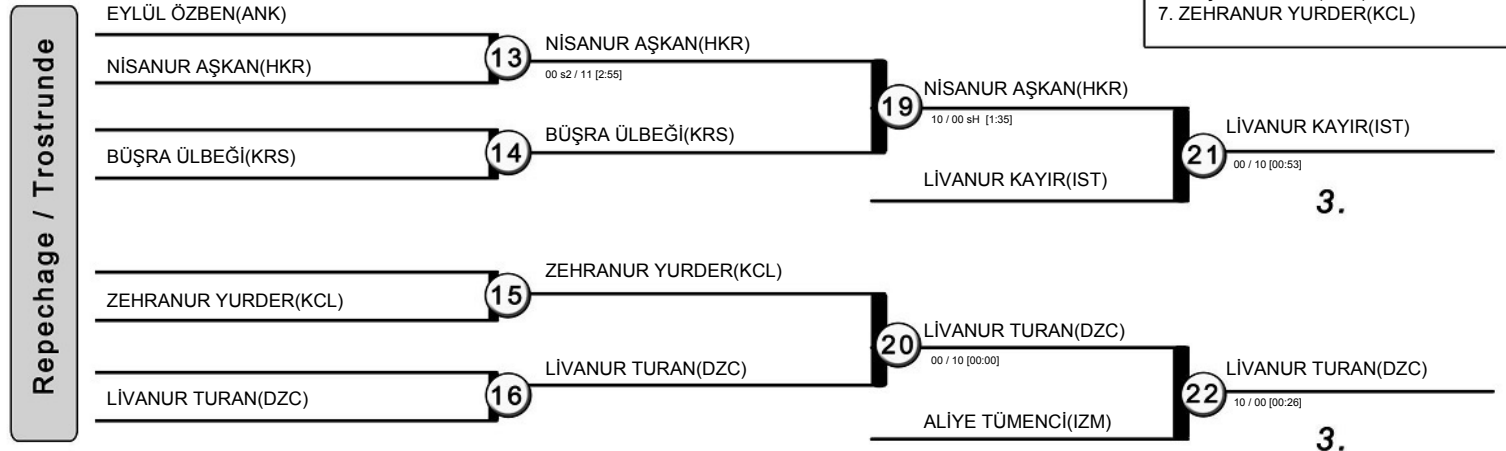 7. ZEHRANUR YURDER(KCL)
Repechage / Trostrunde
EYLÜL ÖZBEN(ANK)
NİSANUR AŞKAN(HKR)
13
NİSANUR AŞKAN(HKR)
00 s2 / 11 [2:55]
BÜŞRA ÜLBEĞİ(KRS)
14
BÜŞRA ÜLBEĞİ(KRS)
19
NİSANUR AŞKAN(HKR)
10 / 00 sH [1:35]
LİVANUR KAYIR(IST)
21
LİVANUR KAYIR(IST)
00 / 10 [00:53]
3.
ZEHRANUR YURDER(KCL)
15
ZEHRANUR YURDER(KCL)
LİVANUR TURAN(DZC)
16
LİVANUR TURAN(DZC)
20
LİVANUR TURAN(DZC)
00 / 10 [00:00]
ALİYE TÜMENCİ(IZM)
22
LİVANUR TURAN(DZC)
10 / 00 [00:26]
3.